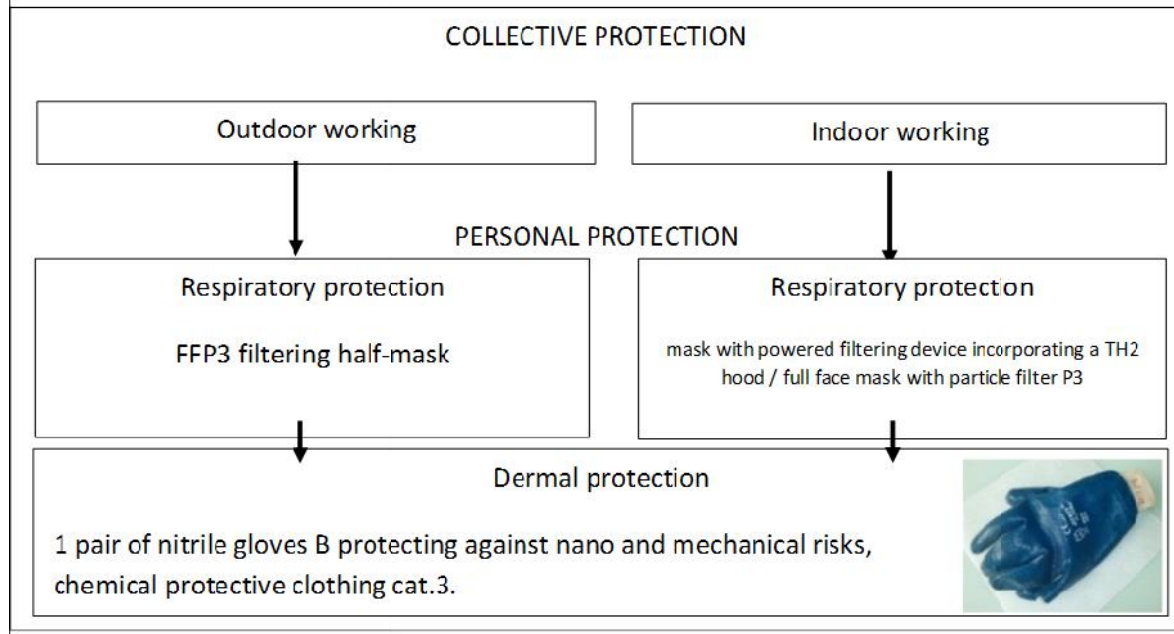 COLLECTIVE PROTECTION
Outdoor working
Indoor working
PERSONAL PROTECTION
Respiratory protection
FFP3 filtering half-mask
Respiratory protection
mask with powered filtering device incorporating a TH2
hood / full face mask with particle filter P3
Dermal protection
1 pair of nitrile gloves B protecting against nano and mechanical risks,
chemical protective clothing cat.3.